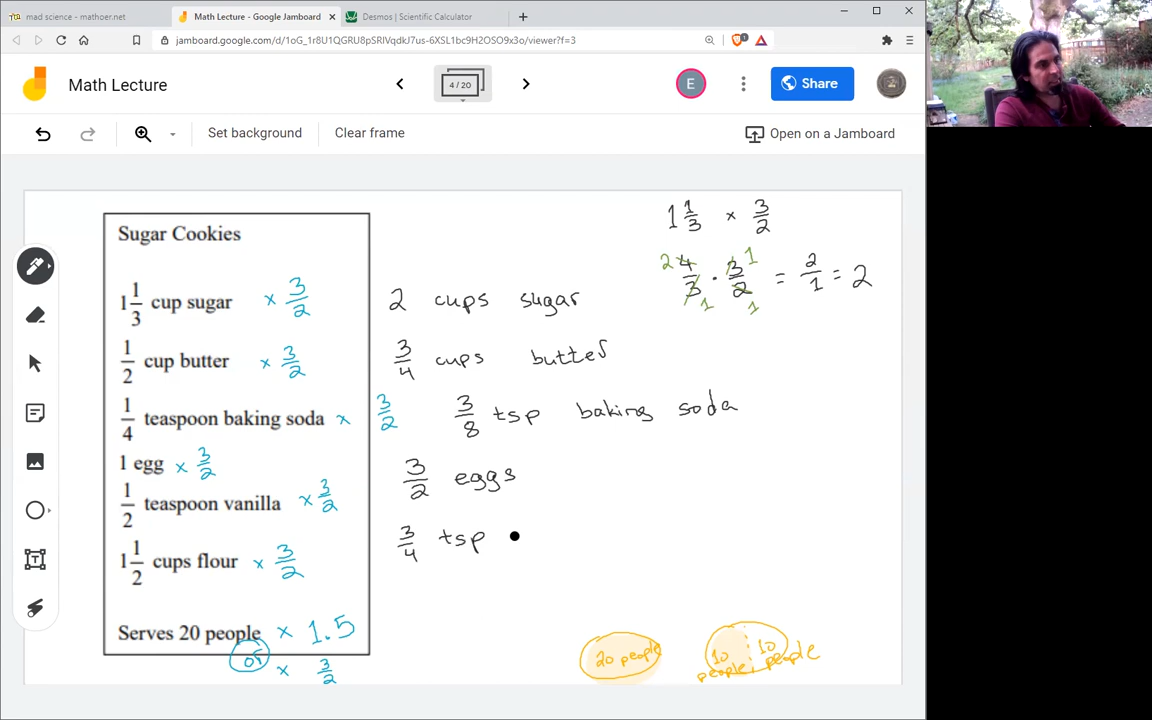 mad science - mathoer.net
Math Lecture - Google Jamboard
Desmos | Scientific Calculator
jamboard.google.com/d/1oG_1r8U1QGRU8pSRIVqdkJ7us-6XSL1bc9H2OSO9x3o/viewer?f=3
Math Lecture
4 / 20
E
Share
Set background
Clear frame
Open on a Jamboard
Sugar Cookies
1 1/3 cup sugar × 3/2
1/2 cup butter × 3/2
1/4 teaspoon baking soda × 3/2
1 egg × 3/2
1/2 teaspoon vanilla × 3/2
1 1/2 cups flour × 3/2
Serves 20 people × 1.5
or × 3/2
2 cups sugar
3/4 cups butter
3/8 tsp baking soda
3/2 eggs
3/4 tsp
1 1/3 × 3/2
2 4/3 1 · 3/2 1 1 = 2/1 = 2
20 people
10 people
10 people